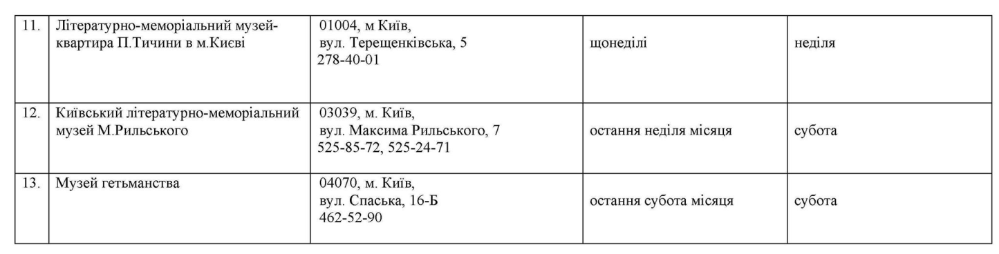 11.
Літературно-меморіальний музей-
квартира П.Тичини в м.Києві
01004, м Київ,
вул. Терещенківська, 5
278-40-01
щонеділі
неділя
12.
Київський літературно-меморіальний
музей М.Рильського
03039, м. Київ,
вул. Максима Рильського, 7
525-85-72, 525-24-71
остання неділя місяця
субота
13.
Музей гетьманства
04070, м. Київ,
вул. Спаська, 16-Б
462-52-90
остання субота місяця
субота